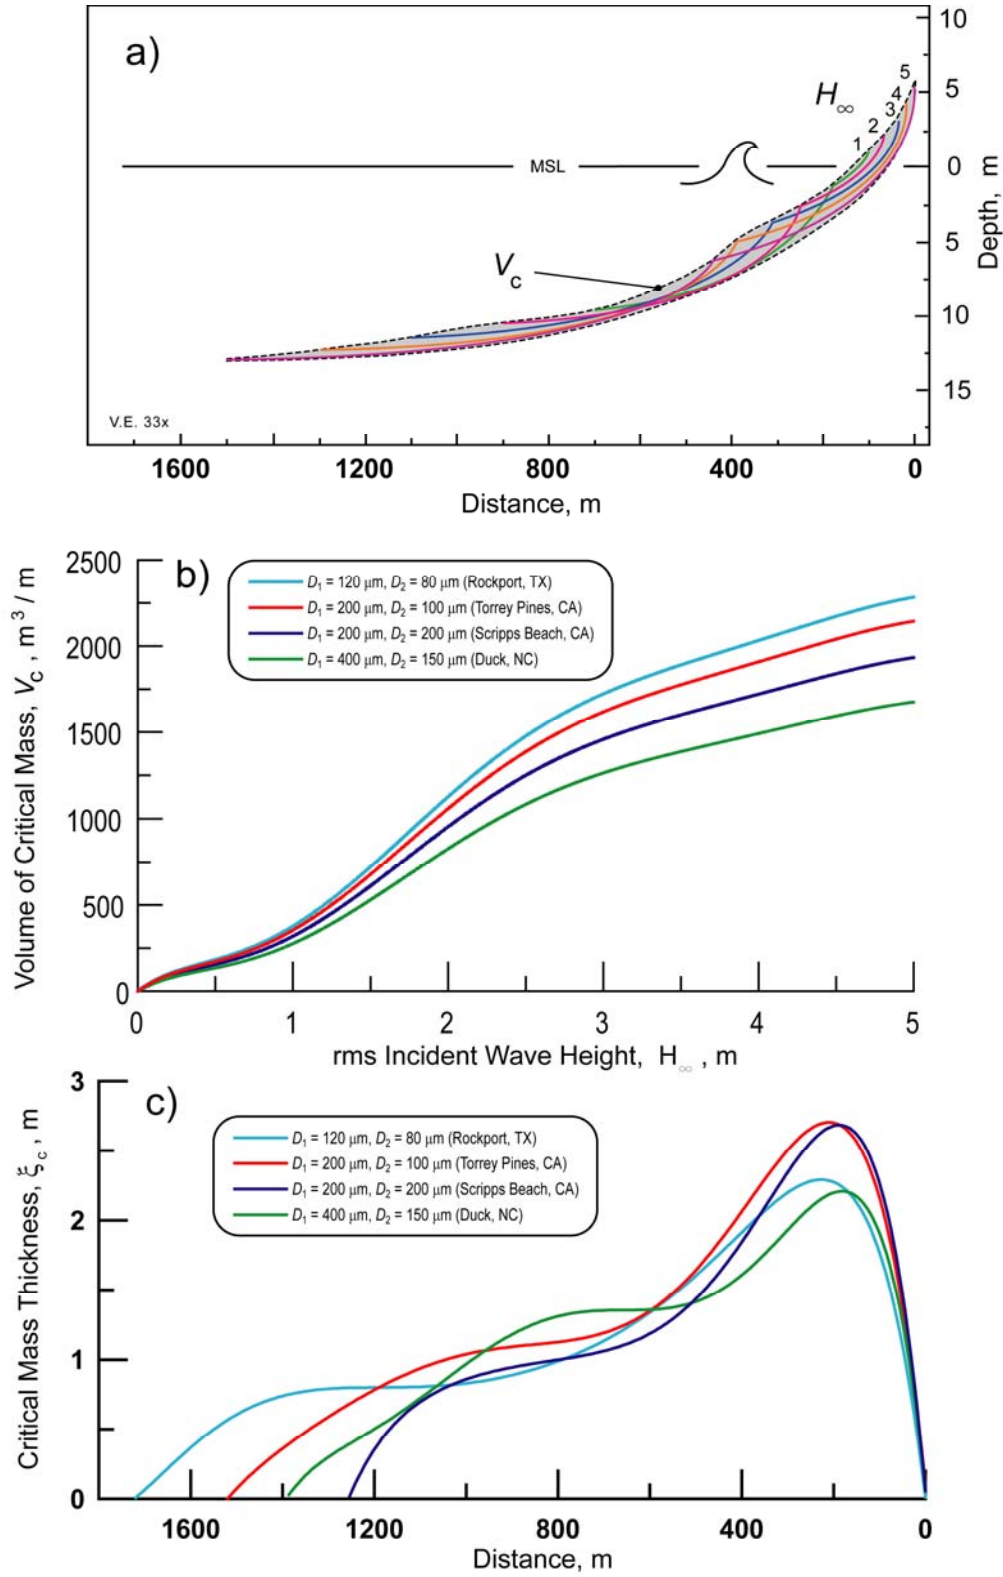 a)
10
5
0
5
10
15
Depth, m
H∞
5
4
3
2
1
MSL
Vc
V.E. 33x
1600 1200 800 400 0
Distance, m
b)
2500
2000
1500
1000
500
0
Volume of Critical Mass, Vc , m³ / m
D₁ = 120 μm, D₂ = 80 μm (Rockport, TX)
D₁ = 200 μm, D₂ = 100 μm (Torrey Pines, CA)
D₁ = 200 μm, D₂ = 200 μm (Scripps Beach, CA)
D₁ = 400 μm, D₂ = 150 μm (Duck, NC)
0 1 2 3 4 5
rms Incident Wave Height, H∞ , m
c)
3
2
1
0
Critical Mass Thickness, ξc , m
D₁ = 120 μm, D₂ = 80 μm (Rockport, TX)
D₁ = 200 μm, D₂ = 100 μm (Torrey Pines, CA)
D₁ = 200 μm, D₂ = 200 μm (Scripps Beach, CA)
D₁ = 400 μm, D₂ = 150 μm (Duck, NC)
1600 1200 800 400 0
Distance, m